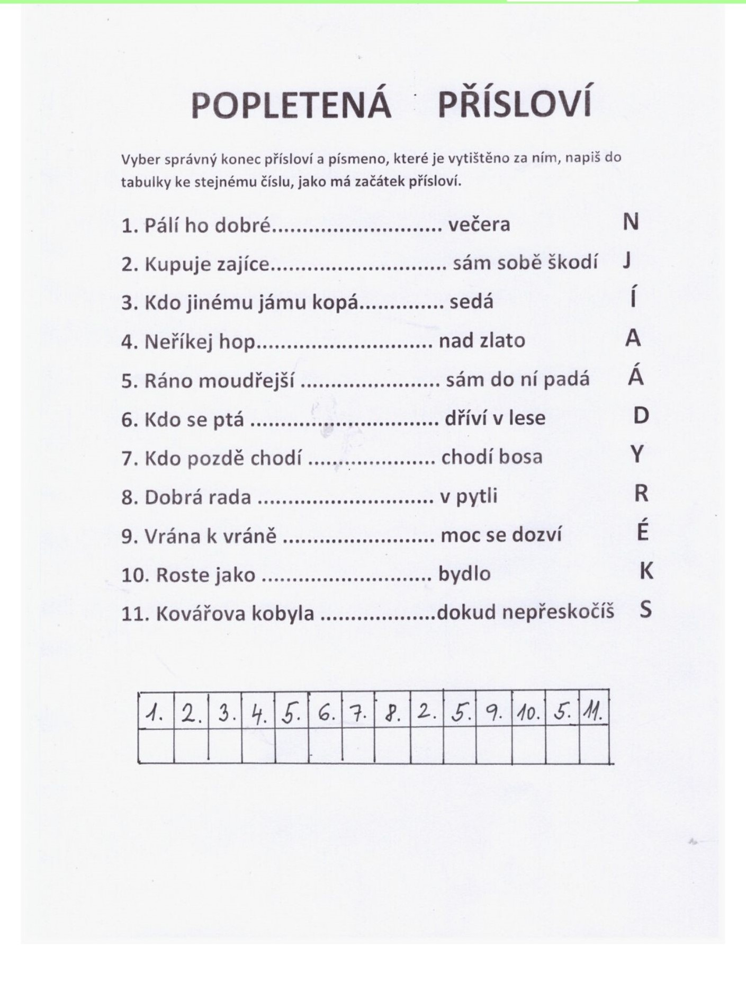 POPLETENÁ PŘÍSLOVÍ
Vyber správný konec přísloví a písmeno, které je vytištěno za ním, napiš do
tabulky ke stejnému číslu, jako má začátek přísloví.
1. Pálí ho dobré............................ večera N
2. Kupuje zajíce............................. sám sobě škodí J
3. Kdo jinému jámu kopá.............. sedá Í
4. Neříkej hop............................. nad zlato A
5. Ráno moudřejší ....................... sám do ní padá Á
6. Kdo se ptá ............................... dříví v lese D
7. Kdo pozdě chodí ..................... chodí bosa Y
8. Dobrá rada ............................. v pytli R
9. Vrána k vráně ......................... moc se dozví É
10. Roste jako ............................ bydlo K
11. Kovářova kobyla ...................dokud nepřeskočíš S
1. 2. 3. 4. 5. 6. 7. 8. 2. 5. 9. 10. 5. 11.